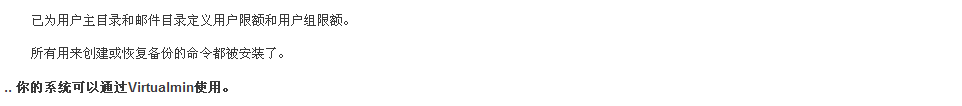 已为用户主目录和邮件目录定义用户限额和用户组限额。
所有用来创建或恢复备份的命令都被安装了。
.. 你的系统可以通过Virtualmin使用。